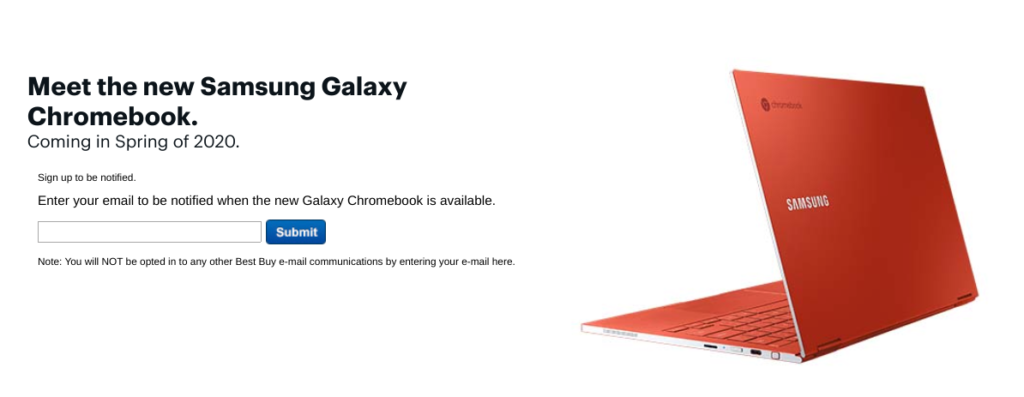 Meet the new Samsung Galaxy
Chromebook.
Coming in Spring of 2020.
Sign up to be notified.
Enter your email to be notified when the new Galaxy Chromebook is available.
Submit
Note: You will NOT be opted in to any other Best Buy e-mail communications by entering your e-mail here.
chromebook
SAMSUNG